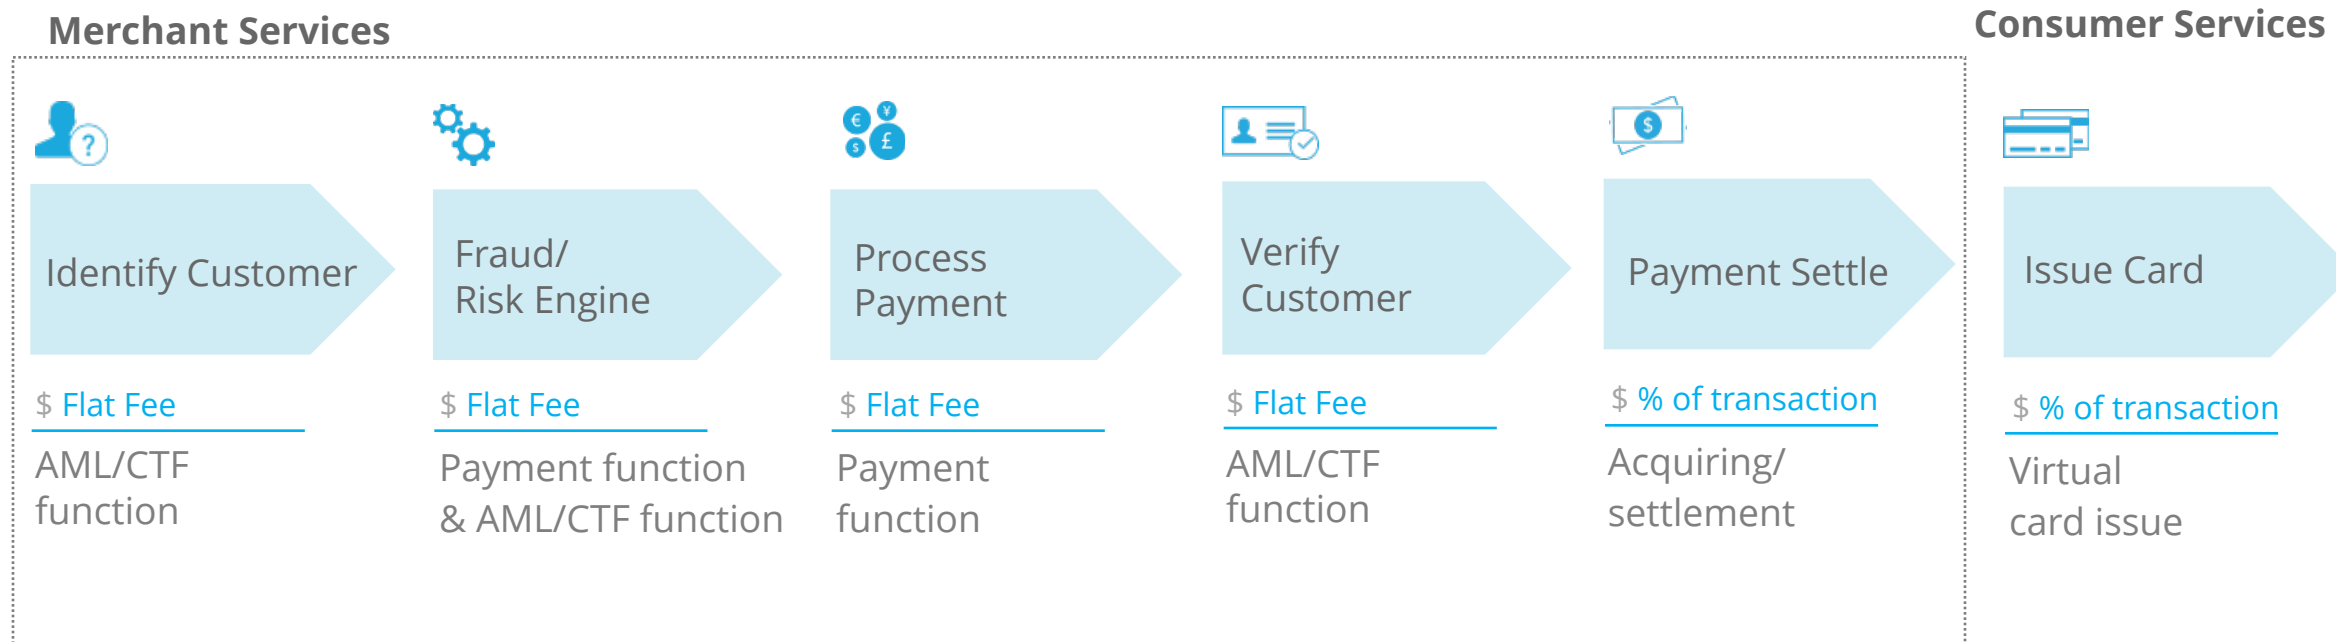 Merchant Services
Consumer Services
?
€ ¥
$ £
$
Identify Customer
Fraud/
Risk Engine
Process
Payment
Verify
Customer
Payment Settle
Issue Card
$ Flat Fee
$ Flat Fee
$ Flat Fee
$ Flat Fee
$ % of transaction
$ % of transaction
AML/CTF
function
Payment function
& AML/CTF function
Payment
function
AML/CTF
function
Acquiring/
settlement
Virtual
card issue